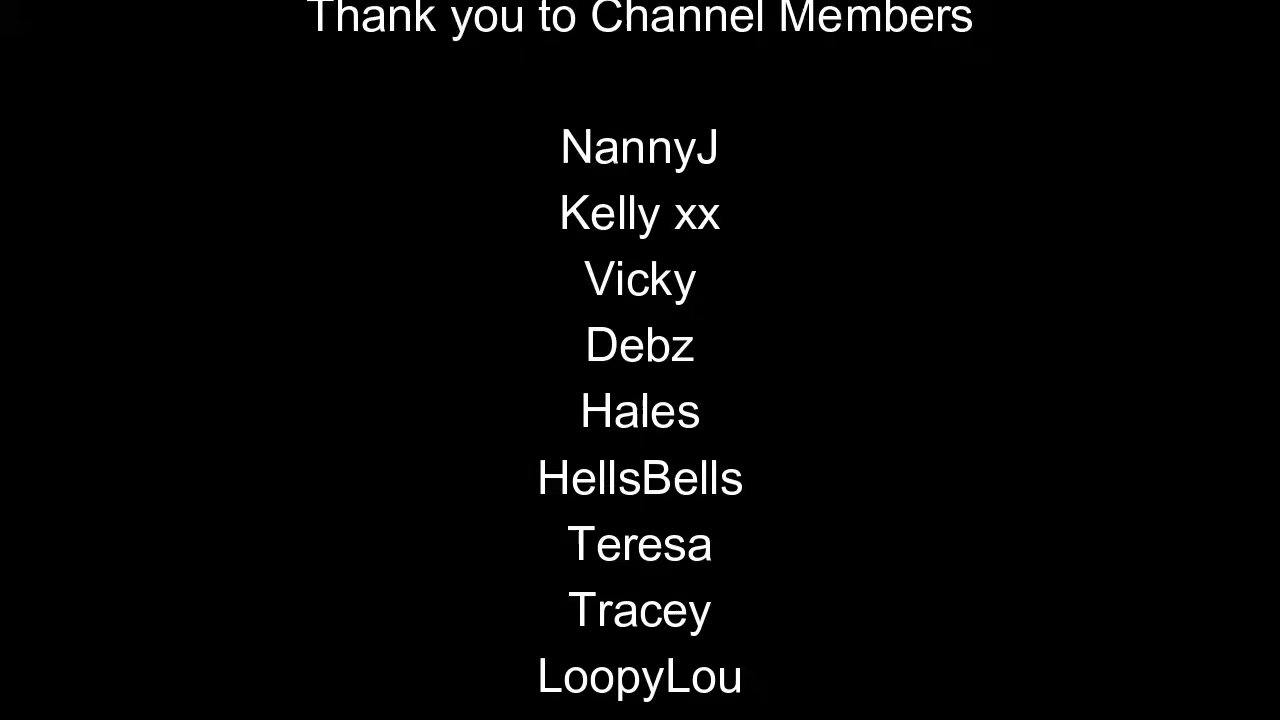 Thank you to Channel Members
NannyJ
Kelly xx
Vicky
Debz
Hales
HellsBells
Teresa
Tracey
LoopyLou